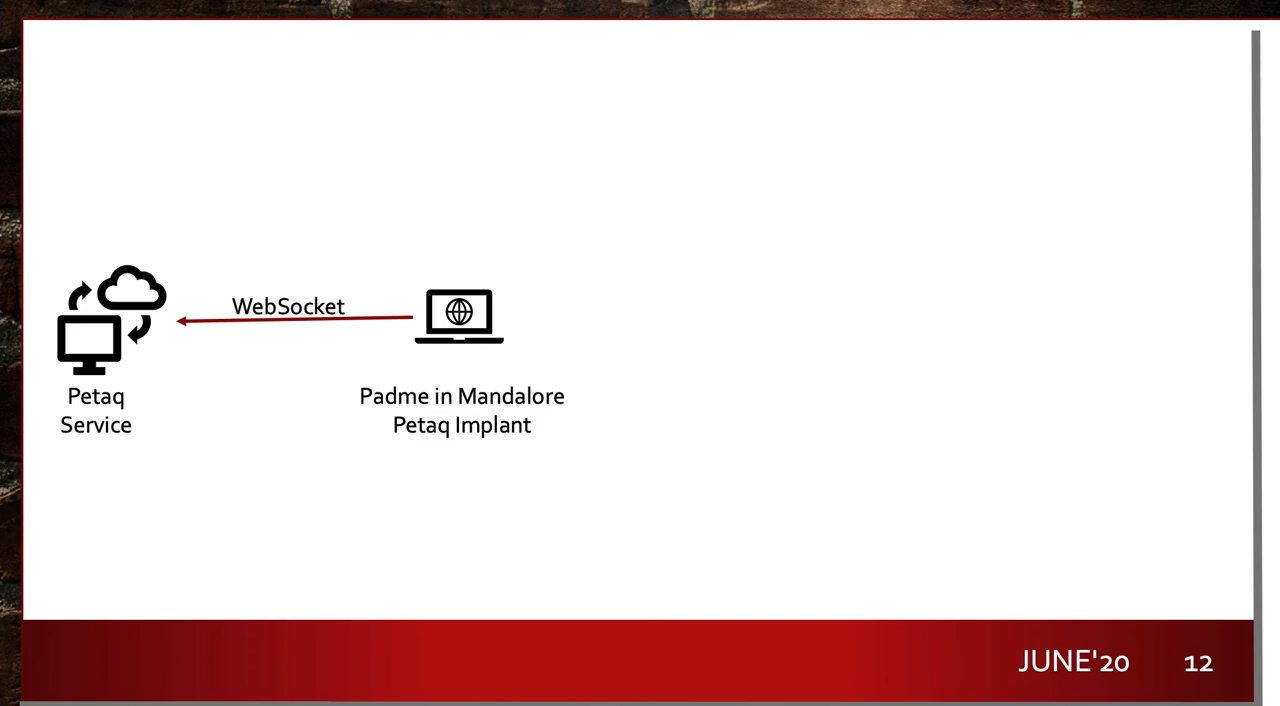 WebSocket
Petaq
Service
Padme in Mandalore
Petaq Implant
JUNE'20 12